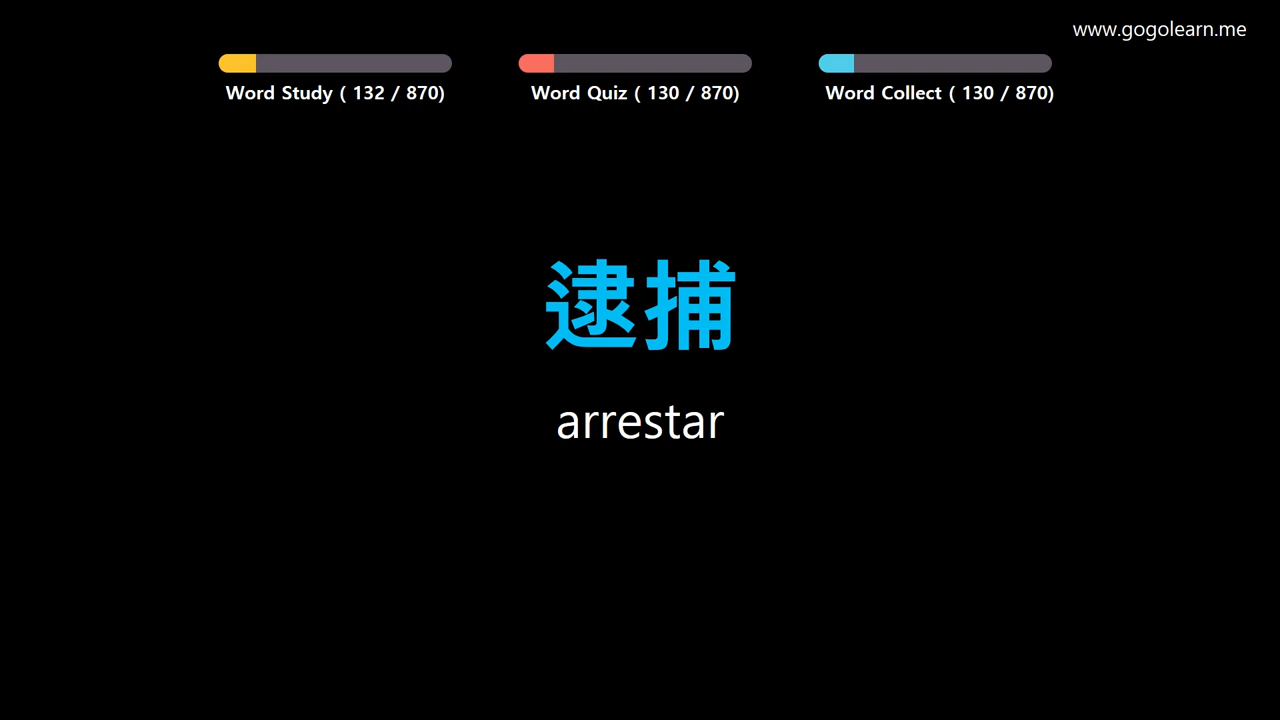 www.gogolearn.me
Word Study ( 132 / 870)
Word Quiz ( 130 / 870)
Word Collect ( 130 / 870)
逮捕
arrestar